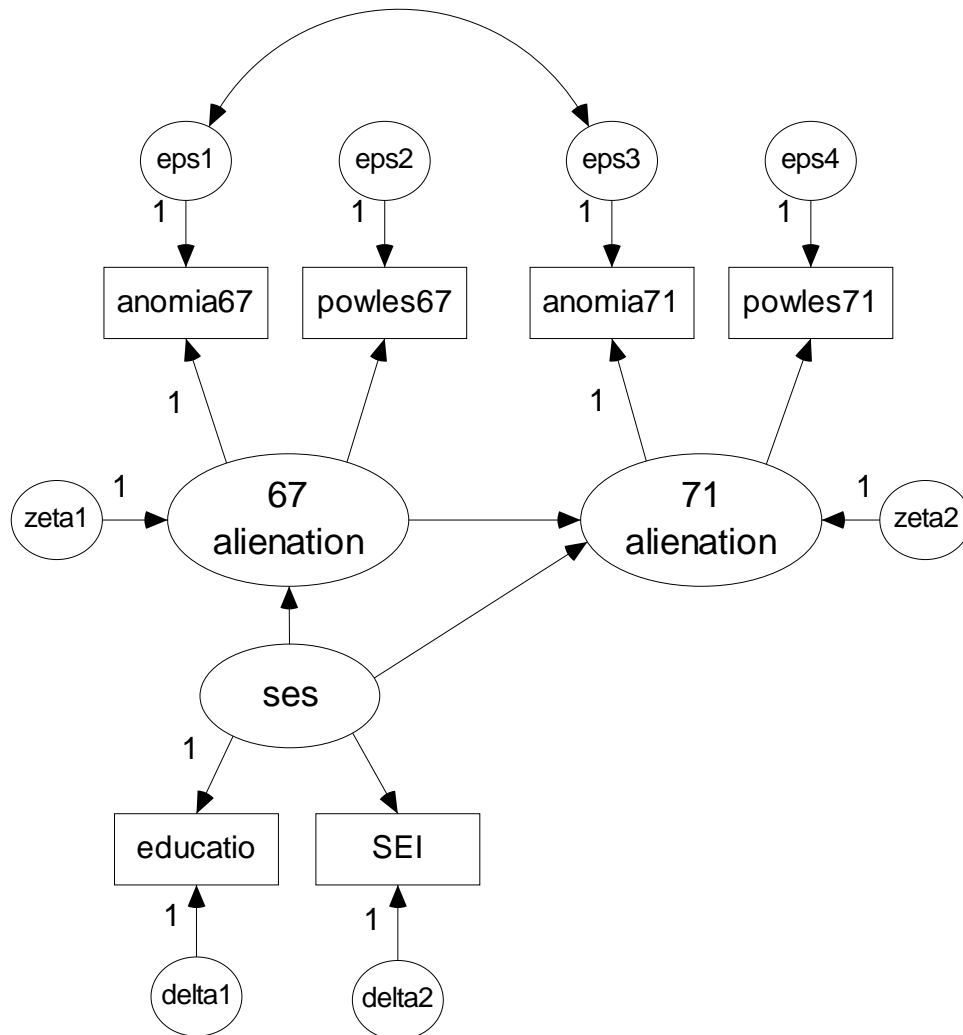 eps1
eps2
eps3
eps4
1
1
1
1
anomia67
powles67
anomia71
powles71
1
1
zeta1
1
67
alienation
71
alienation
1
zeta2
ses
1
educatio
SEI
1
1
delta1
delta2